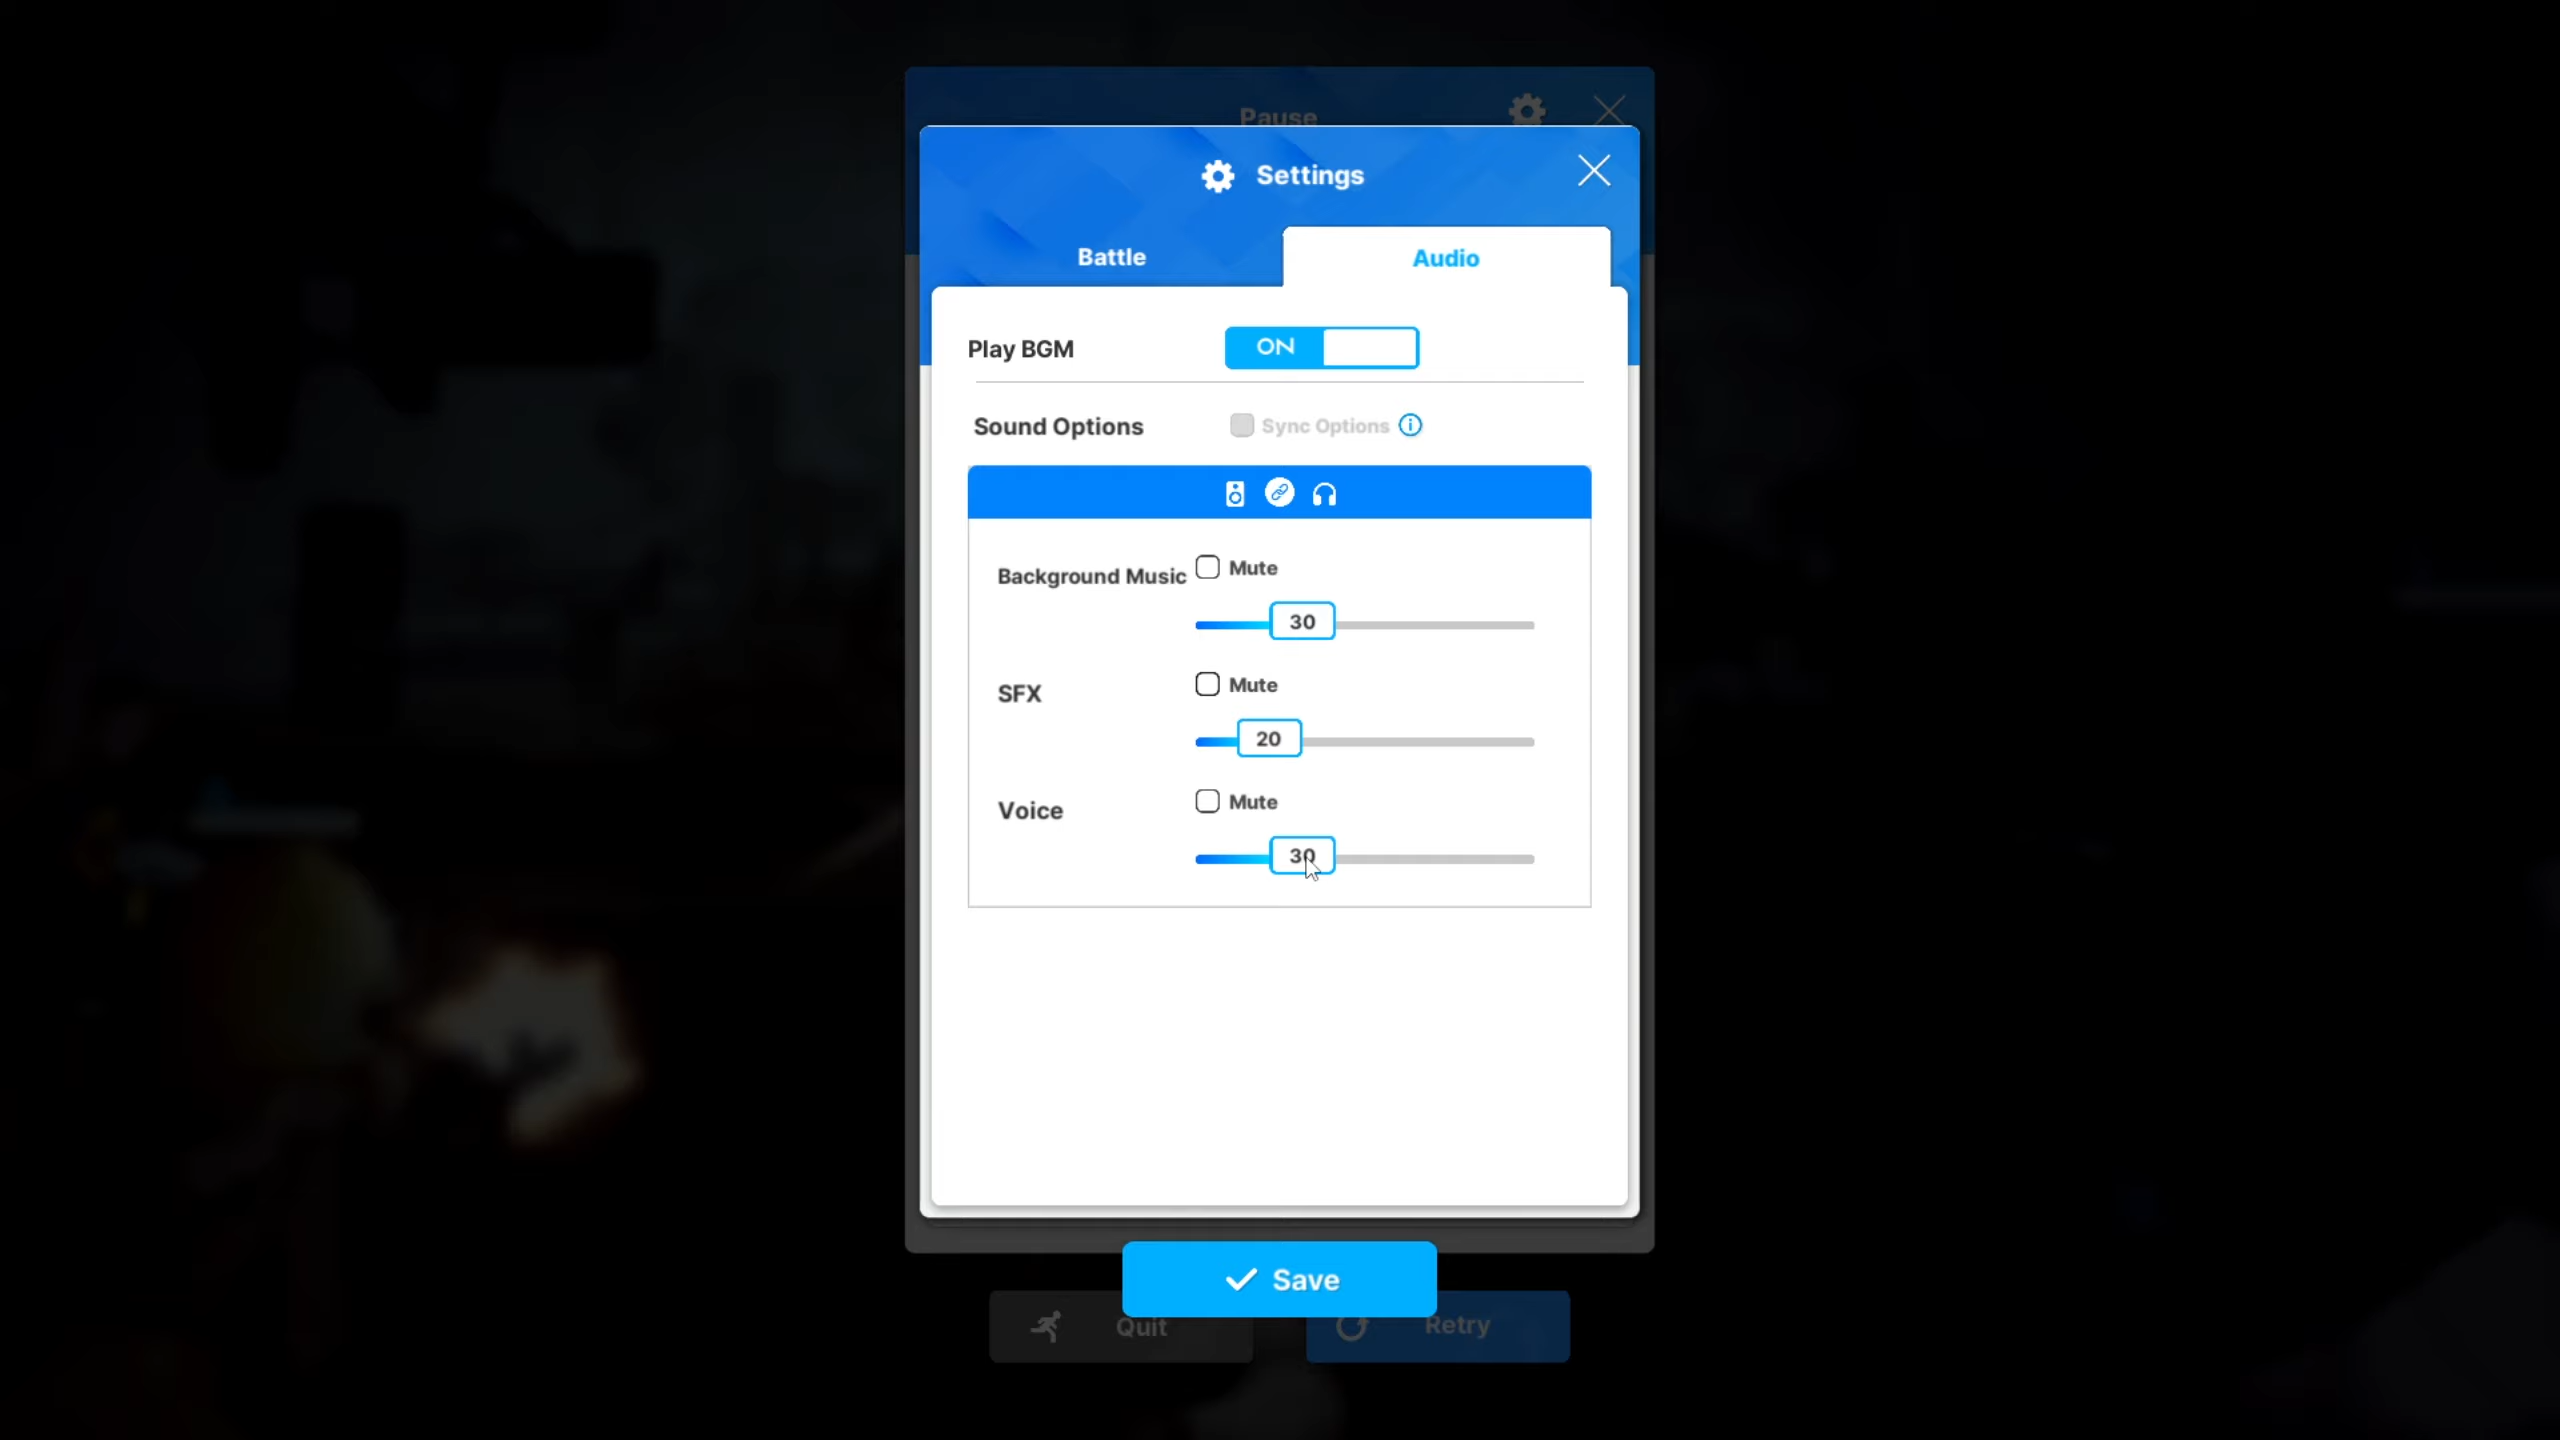 Pause
Settings
Battle
Audio
Play BGM
ON
Sound Options
Sync Options
Background Music
Mute
30
SFX
Mute
20
Voice
Mute
30
Save
Quit
Retry